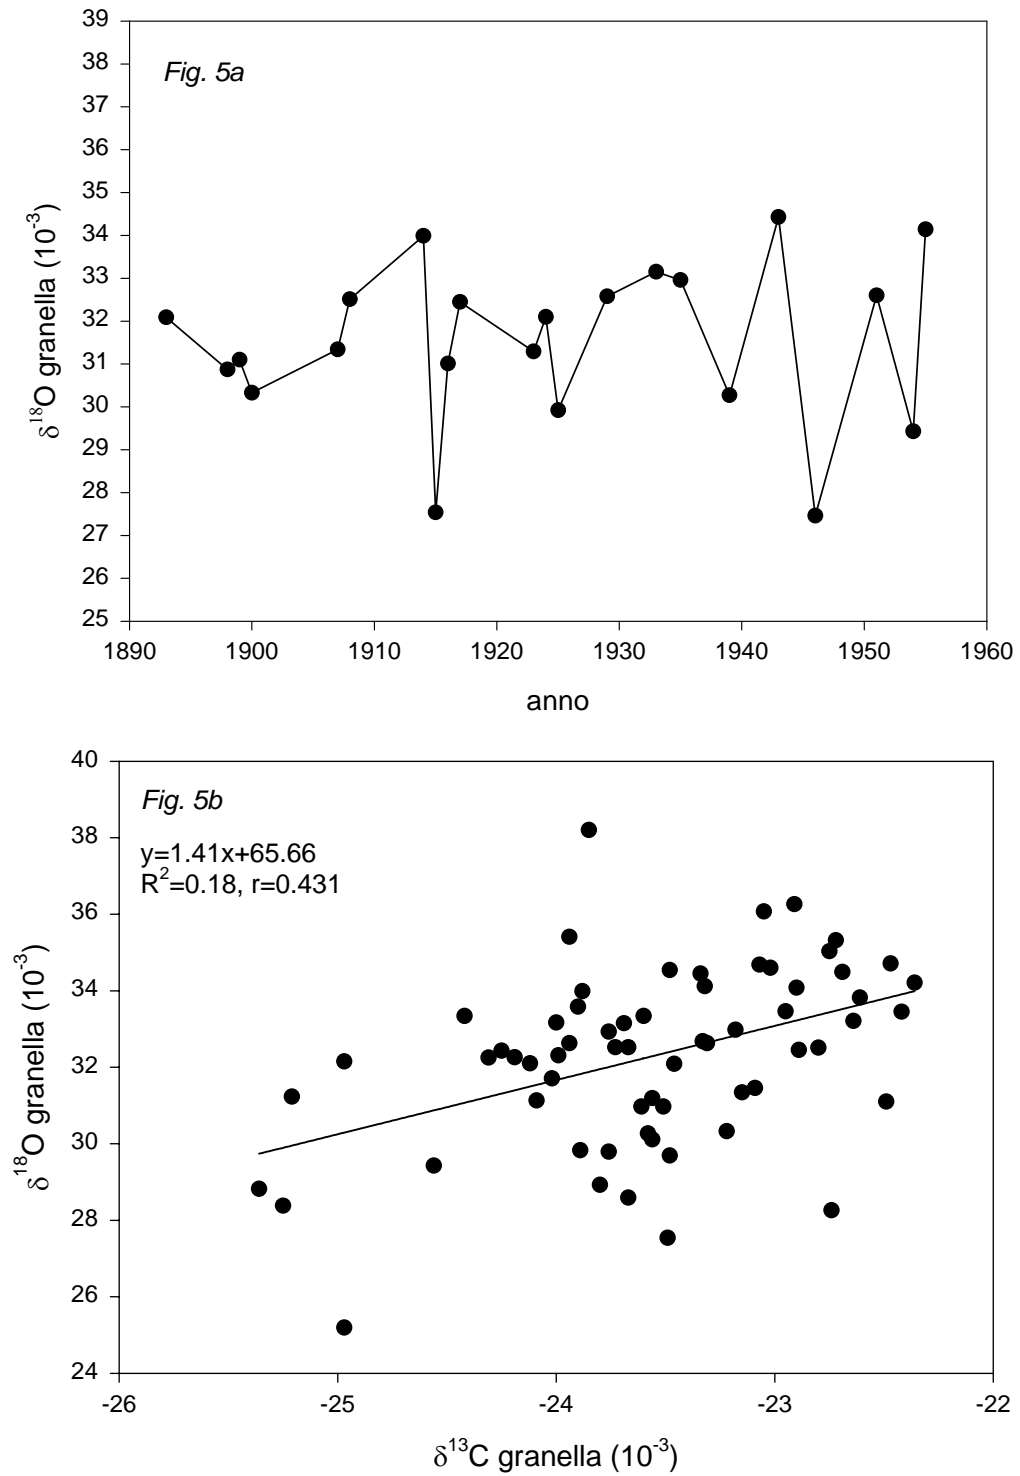 39
38
37
36
35
34
33
32
31
30
29
28
27
26
25
Fig. 5a
δ¹⁸O granella (10⁻³)
1890 1900 1910 1920 1930 1940 1950 1960
anno
40
38
36
34
32
30
28
26
24
Fig. 5b
y=1.41x+65.66
R²=0.18, r=0.431
δ¹⁸O granella (10⁻³)
-26 -25 -24 -23 -22
δ¹³C granella (10⁻³)